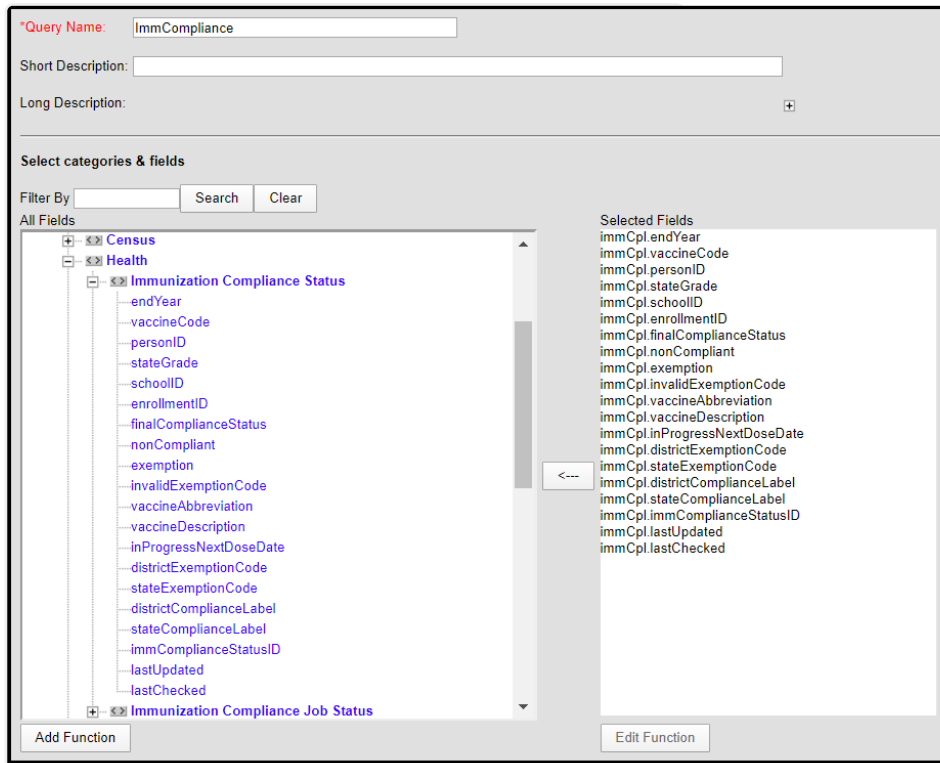 *Query Name: ImmCompliance
Short Description:
Long Description:
Select categories & fields
Filter By Search Clear
All Fields
Census
Health
Immunization Compliance Status
endYear
vaccineCode
personID
stateGrade
schoolID
enrollmentID
finalComplianceStatus
nonCompliant
exemption
invalidExemptionCode
vaccineAbbreviation
vaccineDescription
inProgressNextDoseDate
districtExemptionCode
stateExemptionCode
districtComplianceLabel
stateComplianceLabel
immComplianceStatusID
lastUpdated
lastChecked
Immunization Compliance Job Status
Add Function
<---
Selected Fields
immCpl.endYear
immCpl.vaccineCode
immCpl.personID
immCpl.stateGrade
immCpl.schoolID
immCpl.enrollmentID
immCpl.finalComplianceStatus
immCpl.nonCompliant
immCpl.exemption
immCpl.invalidExemptionCode
immCpl.vaccineAbbreviation
immCpl.vaccineDescription
immCpl.inProgressNextDoseDate
immCpl.districtExemptionCode
immCpl.stateExemptionCode
immCpl.districtComplianceLabel
immCpl.stateComplianceLabel
immCpl.immComplianceStatusID
immCpl.lastUpdated
immCpl.lastChecked
Edit Function